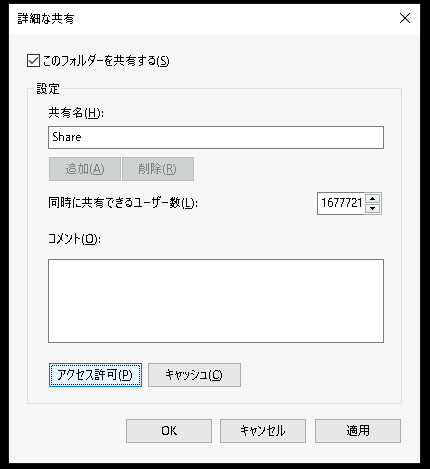 詳細な共有
このフォルダーを共有する(S)
設定
共有名(H):
Share
追加(A) 削除(R)
同時に共有できるユーザー数(L): 1677721
コメント(O):
アクセス許可(P) キャッシュ(C)
OK キャンセル 適用